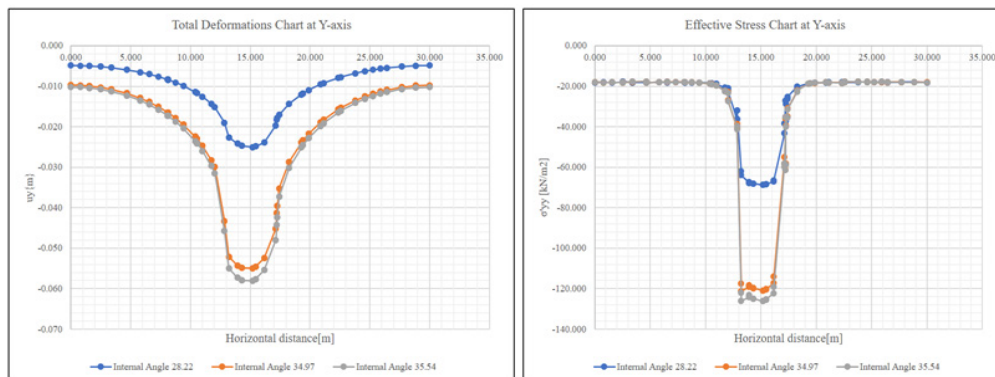 Total Deformations Chart at Y-axis
0.000
0.000 5.000 10.000 15.000 20.000 25.000 30.000 35.000
-0.010
-0.020
-0.030
-0.040
-0.050
-0.060
-0.070
uy[m]
Horizontal distance[m]
Internal Angle 28.22 Internal Angle 34.97 Internal Angle 35.54
Effective Stress Chart at Y-axis
0.000
0.000 5.000 10.000 15.000 20.000 25.000 30.000 35.000
-20.000
-40.000
-60.000
-80.000
-100.000
-120.000
-140.000
σ'yy [kN/m2]
Horizontal distance[m]
Internal Angle 28.22 Internal Angle 34.97 Internal Angle 35.54